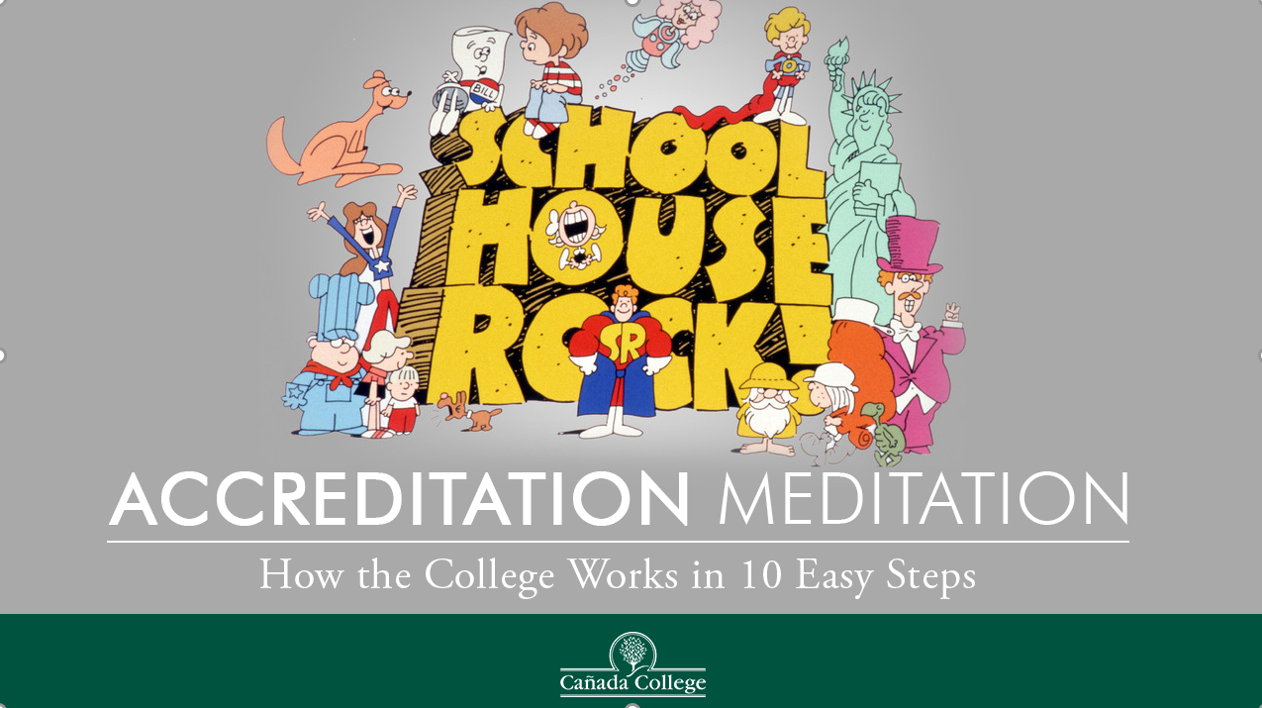 BILL
SCHOOL
HOUSE
ROCK!
SR
ACCREDITATION MEDITATION
How the College Works in 10 Easy Steps
Cañada College